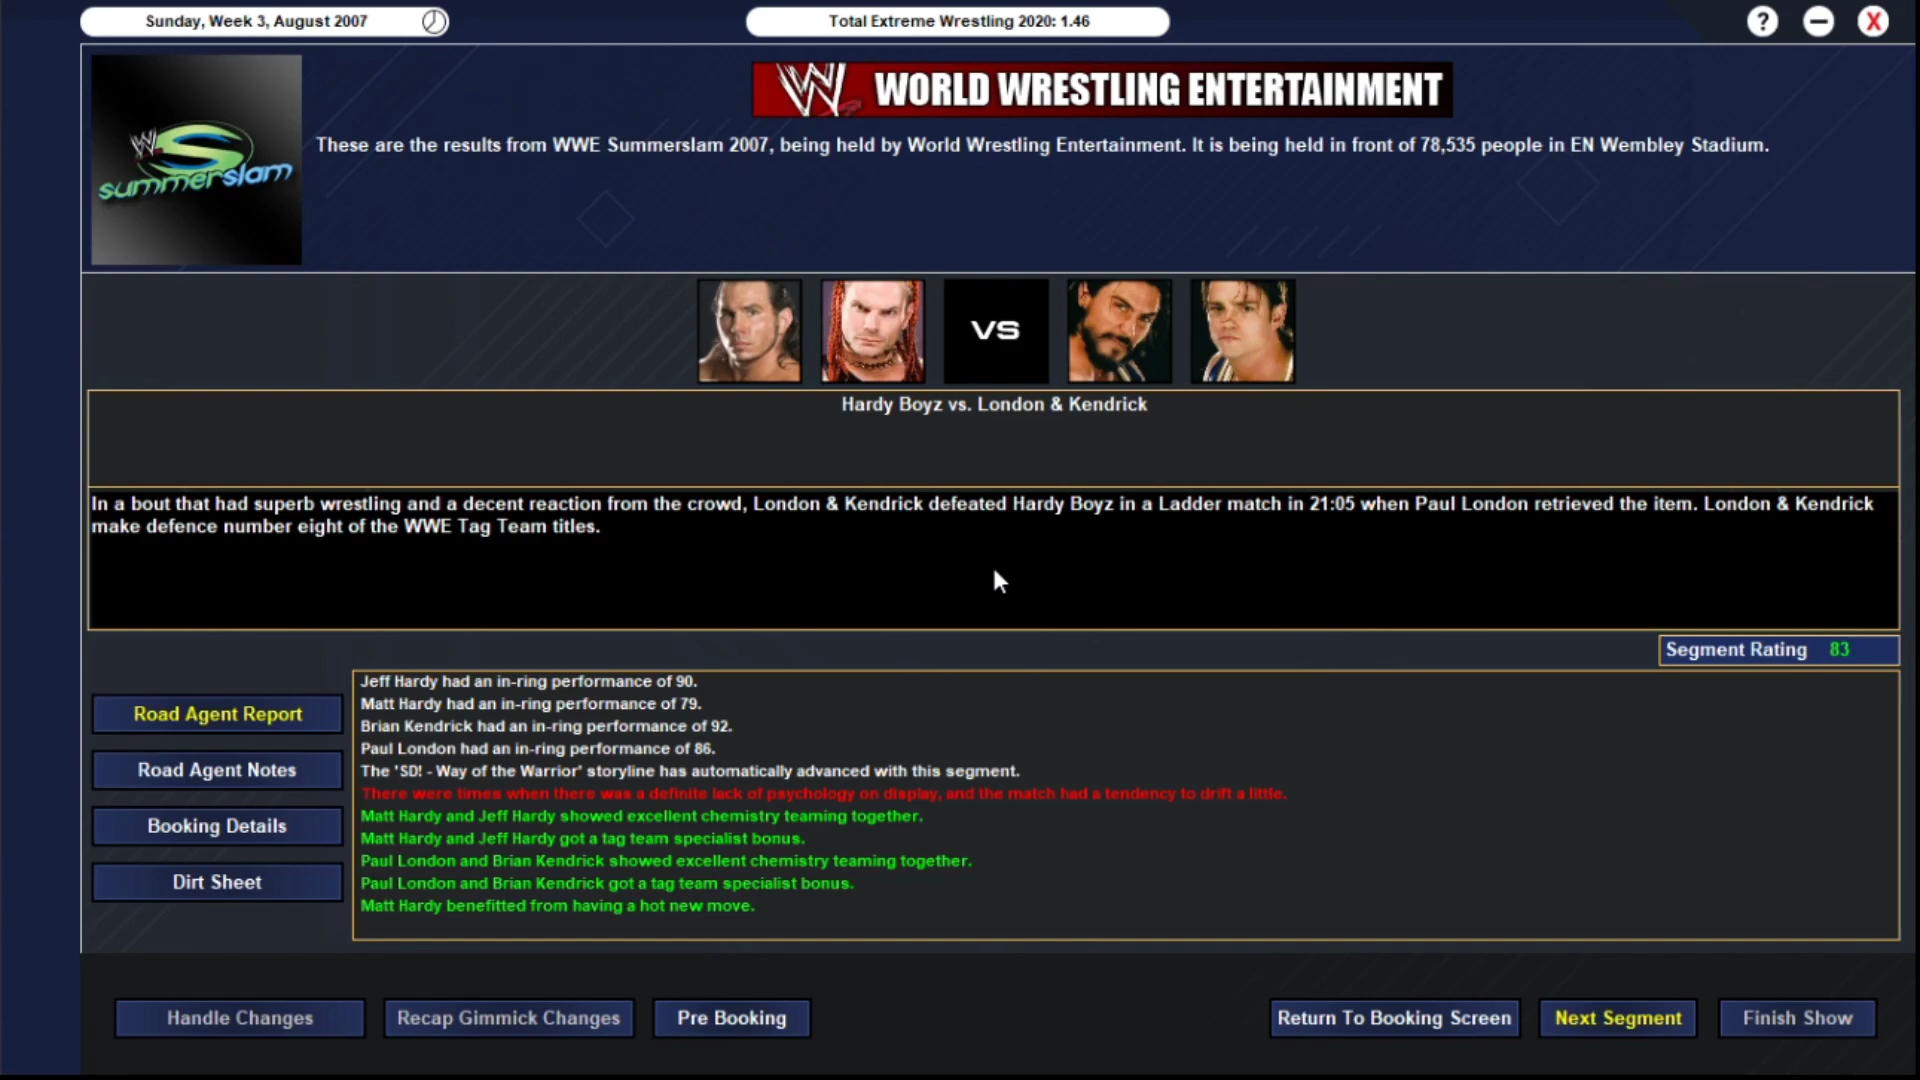 Sunday, Week 3, August 2007
Total Extreme Wrestling 2020: 1.46
?
X
W WORLD WRESTLING ENTERTAINMENT
W summerslam
These are the results from WWE Summerslam 2007, being held by World Wrestling Entertainment. It is being held in front of 78,535 people in EN Wembley Stadium.
VS
Hardy Boyz vs. London & Kendrick
In a bout that had superb wrestling and a decent reaction from the crowd, London & Kendrick defeated Hardy Boyz in a Ladder match in 21:05 when Paul London retrieved the item. London & Kendrick
make defence number eight of the WWE Tag Team titles.
Segment Rating 83
Road Agent Report
Road Agent Notes
Booking Details
Dirt Sheet
Jeff Hardy had an in-ring performance of 90.
Matt Hardy had an in-ring performance of 79.
Brian Kendrick had an in-ring performance of 92.
Paul London had an in-ring performance of 86.
The 'SD! - Way of the Warrior' storyline has automatically advanced with this segment.
There were times when there was a definite lack of psychology on display, and the match had a tendency to drift a little.
Matt Hardy and Jeff Hardy showed excellent chemistry teaming together.
Matt Hardy and Jeff Hardy got a tag team specialist bonus.
Paul London and Brian Kendrick showed excellent chemistry teaming together.
Paul London and Brian Kendrick got a tag team specialist bonus.
Matt Hardy benefitted from having a hot new move.
Handle Changes
Recap Gimmick Changes
Pre Booking
Return To Booking Screen
Next Segment
Finish Show